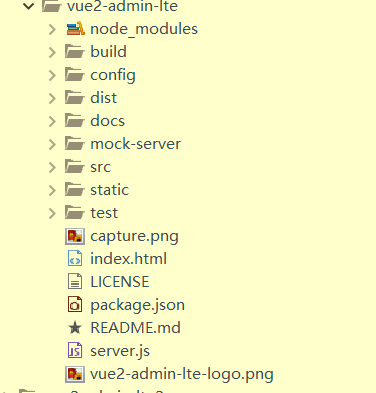 vue2-admin-lte
node_modules
build
config
dist
docs
mock-server
src
static
test
capture.png
index.html
LICENSE
package.json
README.md
server.js
vue2-admin-lte-logo.png